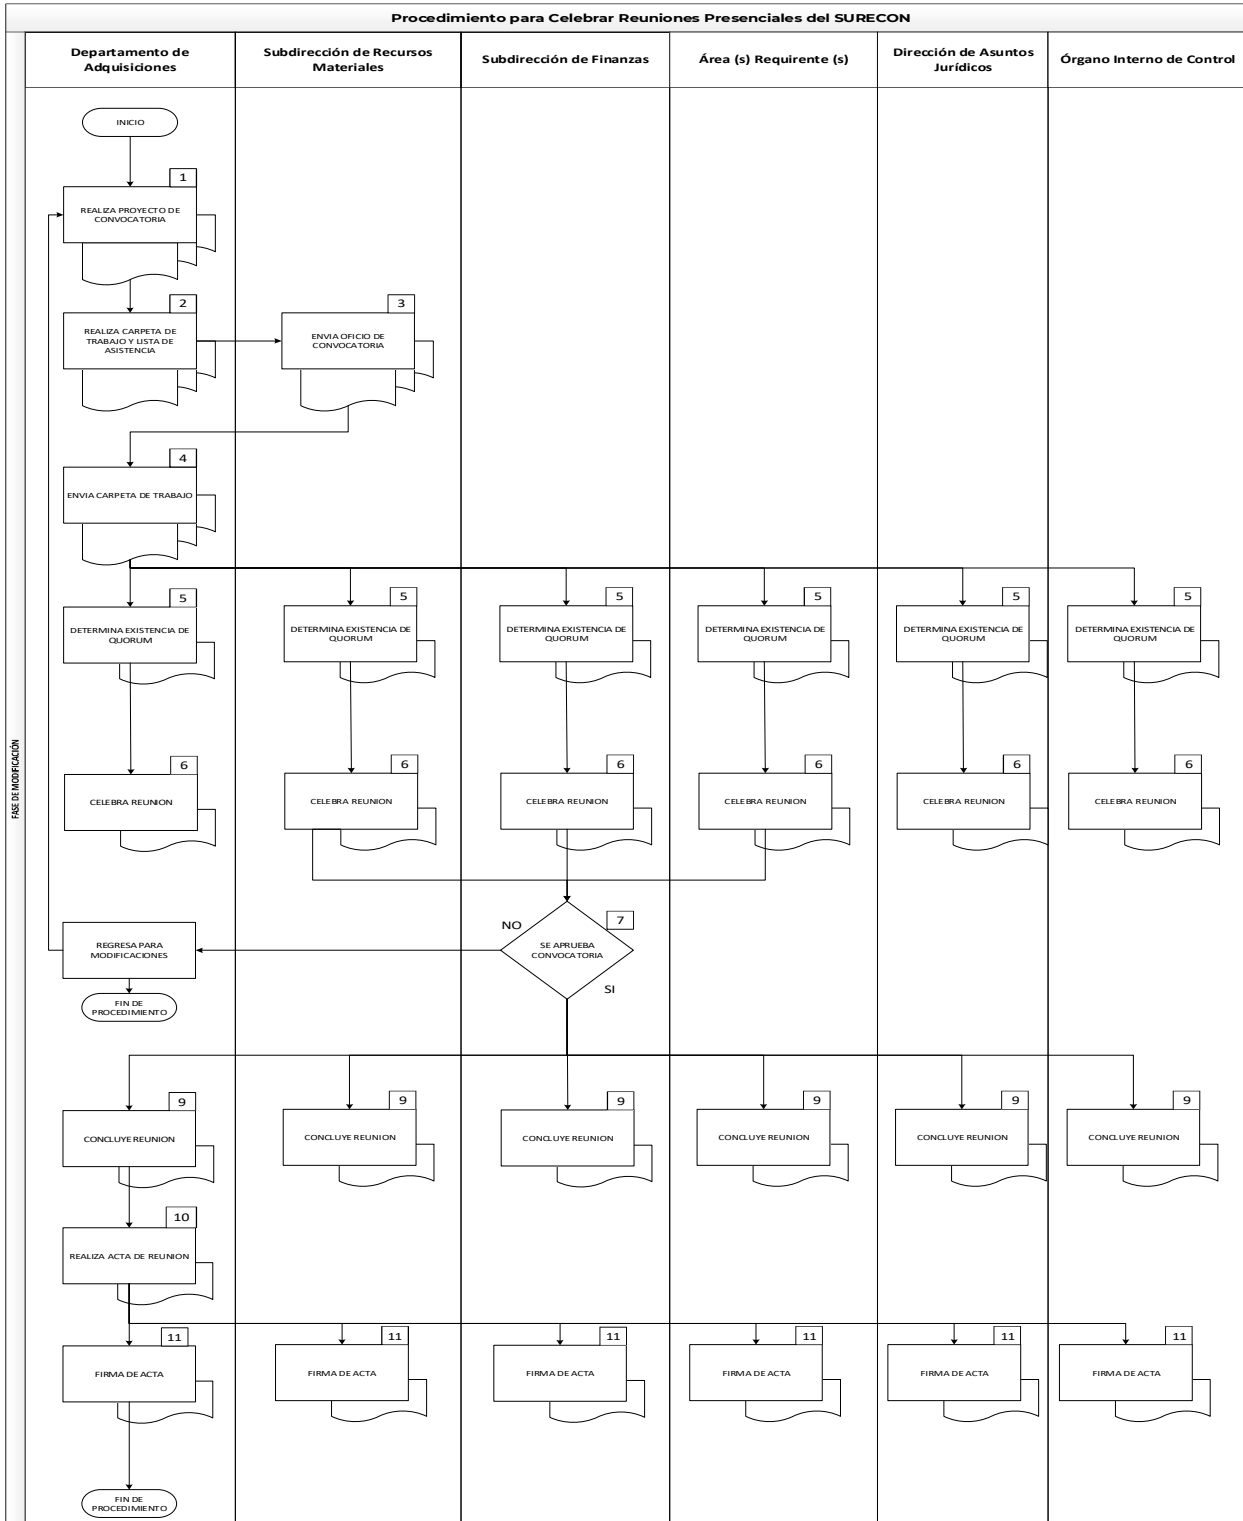 Procedimiento para Celebrar Reuniones Presenciales del SURECON
Departamento de
Adquisiciones
Subdirección de Recursos
Materiales
Subdirección de Finanzas
Área (s) Requirente (s)
Dirección de Asuntos
Jurídicos
Órgano Interno de Control
FASE DE MODIFICACIÓN
INICIO
1
REALIZA PROYECTO DE
CONVOCATORIA
2
REALIZA CARPETA DE
TRABAJO Y LISTA DE
ASISTENCIA
3
ENVIA OFICIO DE
CONVOCATORIA
4
ENVIA CARPETA DE TRABAJO
5
DETERMINA EXISTENCIA DE
QUORUM
5
DETERMINA EXISTENCIA DE
QUORUM
5
DETERMINA EXISTENCIA DE
QUORUM
5
DETERMINA EXISTENCIA DE
QUORUM
5
DETERMINA EXISTENCIA DE
QUORUM
5
DETERMINA EXISTENCIA DE
QUORUM
6
CELEBRA REUNION
6
CELEBRA REUNION
6
CELEBRA REUNION
6
CELEBRA REUNION
6
CELEBRA REUNION
6
CELEBRA REUNION
7
SE APRUEBA
CONVOCATORIA
NO
SI
REGRESA PARA
MODIFICACIONES
FIN DE
PROCEDIMIENTO
9
CONCLUYE REUNION
9
CONCLUYE REUNION
9
CONCLUYE REUNION
9
CONCLUYE REUNION
9
CONCLUYE REUNION
9
CONCLUYE REUNION
10
REALIZA ACTA DE REUNION
11
FIRMA DE ACTA
11
FIRMA DE ACTA
11
FIRMA DE ACTA
11
FIRMA DE ACTA
11
FIRMA DE ACTA
11
FIRMA DE ACTA
FIN DE
PROCEDIMIENTO